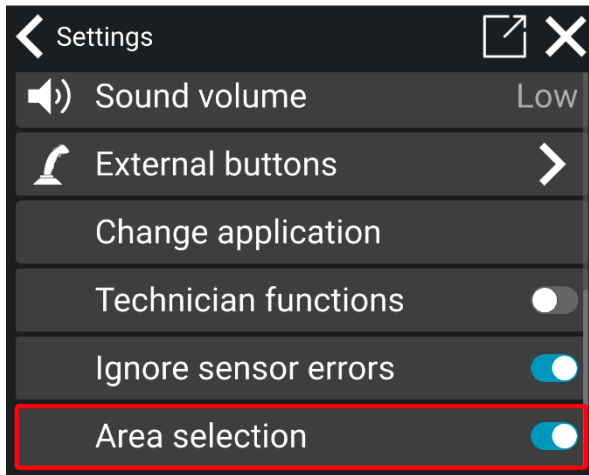 Settings
Sound volume Low
External buttons
Change application
Technician functions
Ignore sensor errors
Area selection